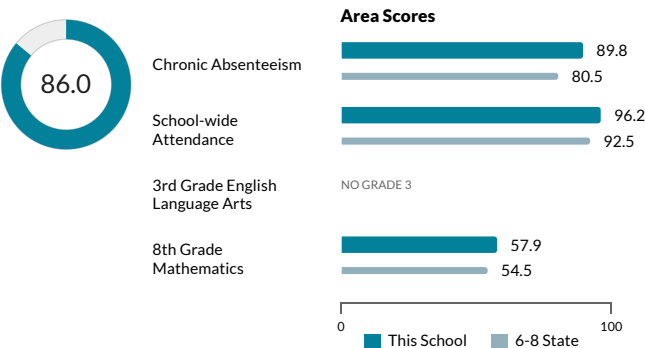 Area Scores
86.0
Chronic Absenteeism
89.8
80.5
School-wide
Attendance
96.2
92.5
3rd Grade English
Language Arts
NO GRADE 3
8th Grade
Mathematics
57.9
54.5
0
100
This School
6-8 State